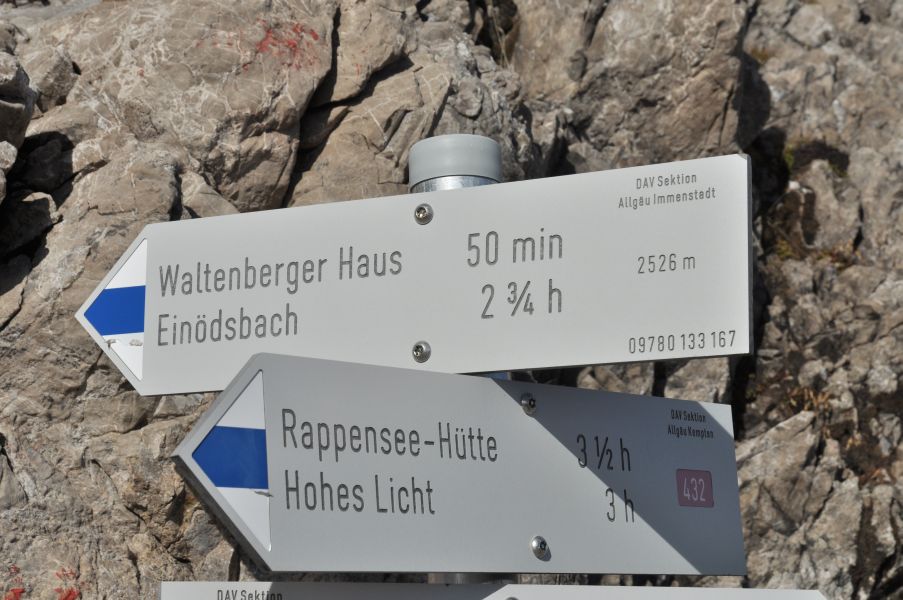 DAV Sektion
Allgäu Immenstadt
Waltenberger Haus 50 min
2526 m
Einödsbach 2 ¾ h
09780 133 167
DAV Sektion
Allgäu Kempten
Rappensee-Hütte 3 ½ h
432
Hohes Licht 3 h
DAV Sektion